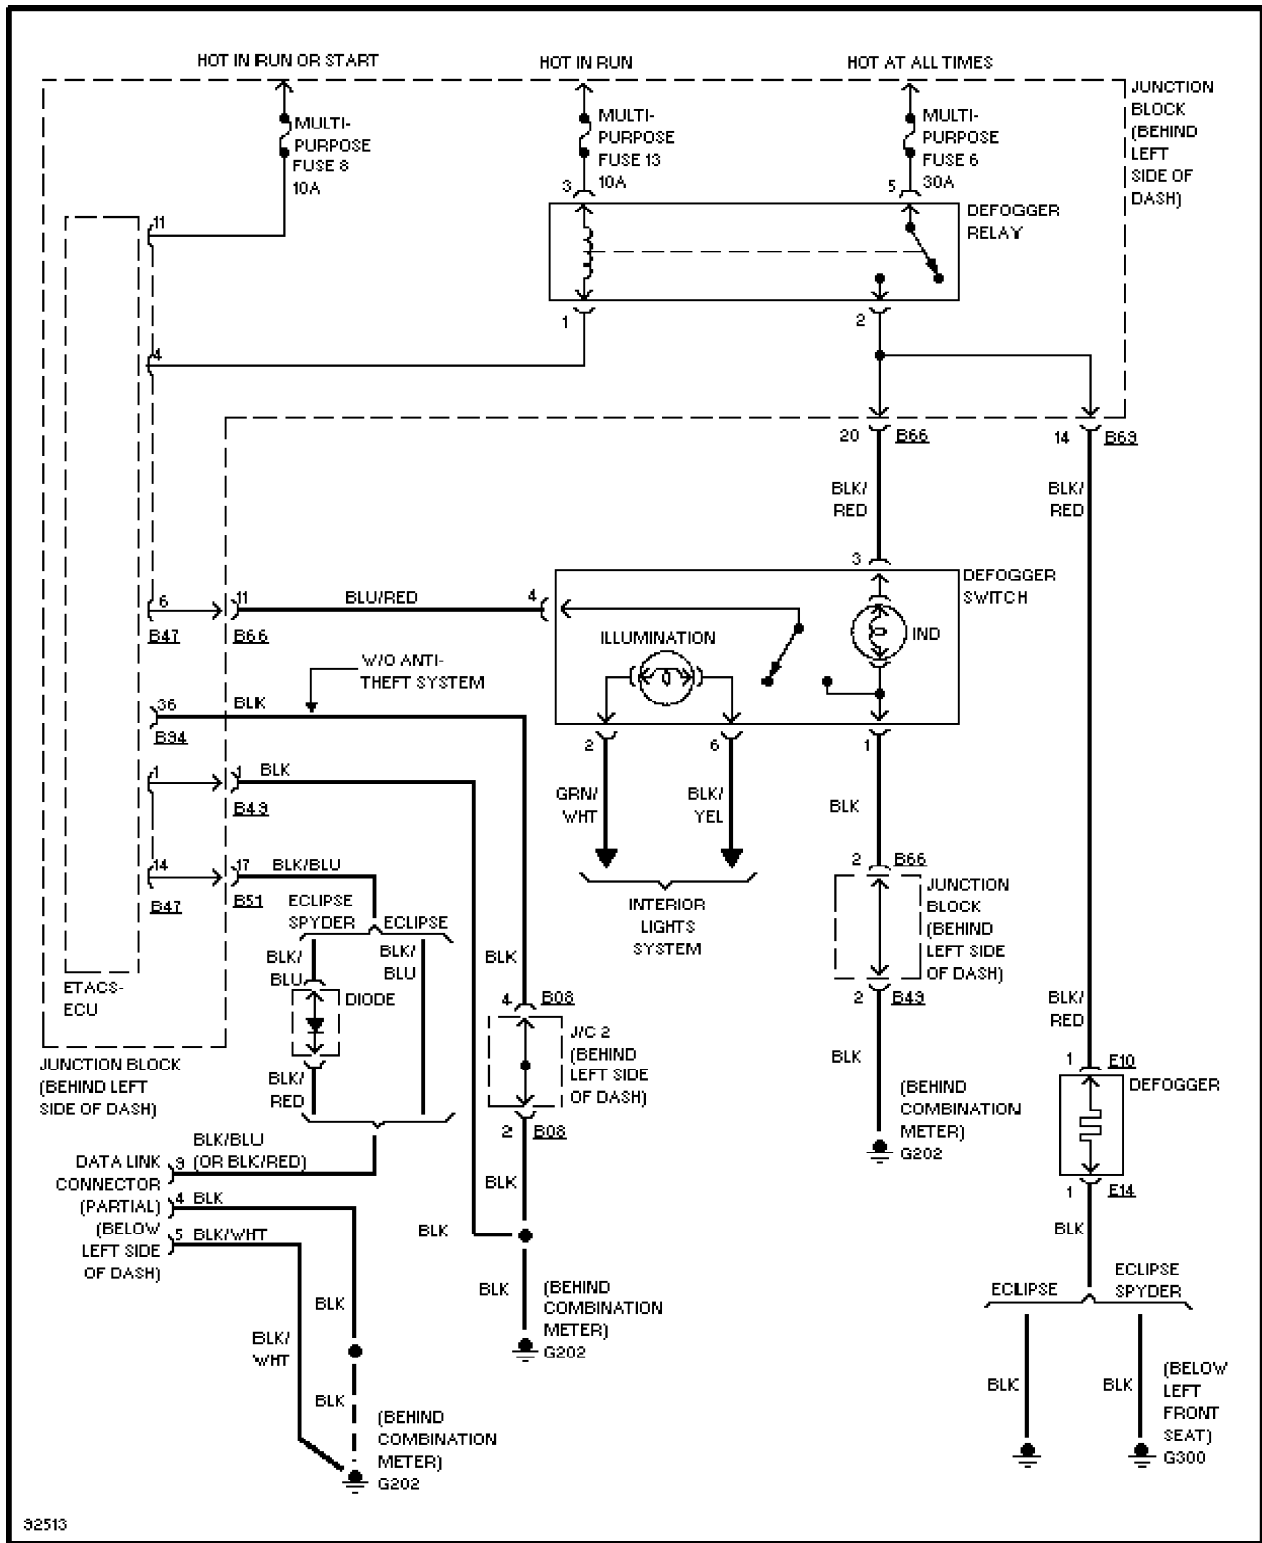 HOT IN RUN OR START
HOT IN RUN
HOT AT ALL TIMES
JUNCTION
BLOCK
(BEHIND
LEFT
SIDE OF
DASH)
MULTI-
PURPOSE
FUSE 8
10A
MULTI-
PURPOSE
FUSE 13
10A
MULTI-
PURPOSE
FUSE 6
30A
3
5
DEFOGGER
RELAY
11
1
2
4
20 B66
14 B69
BLK/
RED
BLK/
RED
3
DEFOGGER
SWITCH
6
B47
11
B66
BLU/RED
4
ILLUMINATION
IND
W/O ANTI-
THEFT SYSTEM
36
B94
BLK
2
6
1
1
1
B49
BLK
GRN/
WHT
BLK/
YEL
BLK
14
B47
17
B51
BLK/BLU
2 B66
JUNCTION
BLOCK
(BEHIND
LEFT SIDE
OF DASH)
2 B49
INTERIOR
LIGHTS
SYSTEM
ECLIPSE
SPYDER
ECLIPSE
BLK/
BLU
BLK/
BLU
DIODE
BLK/
RED
ETACS-
ECU
JUNCTION BLOCK
(BEHIND LEFT
SIDE OF DASH)
BLK
4 B08
J/C 2
(BEHIND
LEFT SIDE
OF DASH)
2 B08
BLK
BLK
(BEHIND
COMBINATION
METER)
G202
BLK/
RED
1 E10
DEFOGGER
1 E14
BLK
DATA LINK
CONNECTOR
(PARTIAL)
(BELOW
LEFT SIDE
OF DASH)
9
BLK/BLU
(OR BLK/RED)
4 BLK
5 BLK/WHT
BLK
BLK
(BEHIND
COMBINATION
METER)
G202
BLK
BLK/
WHT
BLK
(BEHIND
COMBINATION
METER)
G202
ECLIPSE
ECLIPSE
SPYDER
BLK
BLK
(BELOW
LEFT
FRONT
SEAT)
G300
92513